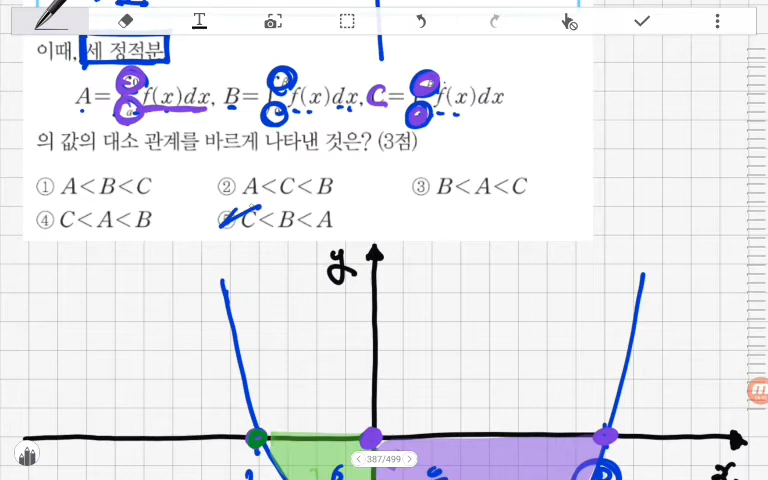 이때, 세 정적분
A=∫f(x)dx, B=∫f(x)dx, C=∫f(x)dx
의 값의 대소 관계를 바르게 나타낸 것은? (3점)
① A<B<C ② A<C<B ③ B<A<C
④ C<A<B ⑤ C<B<A
y
387/499